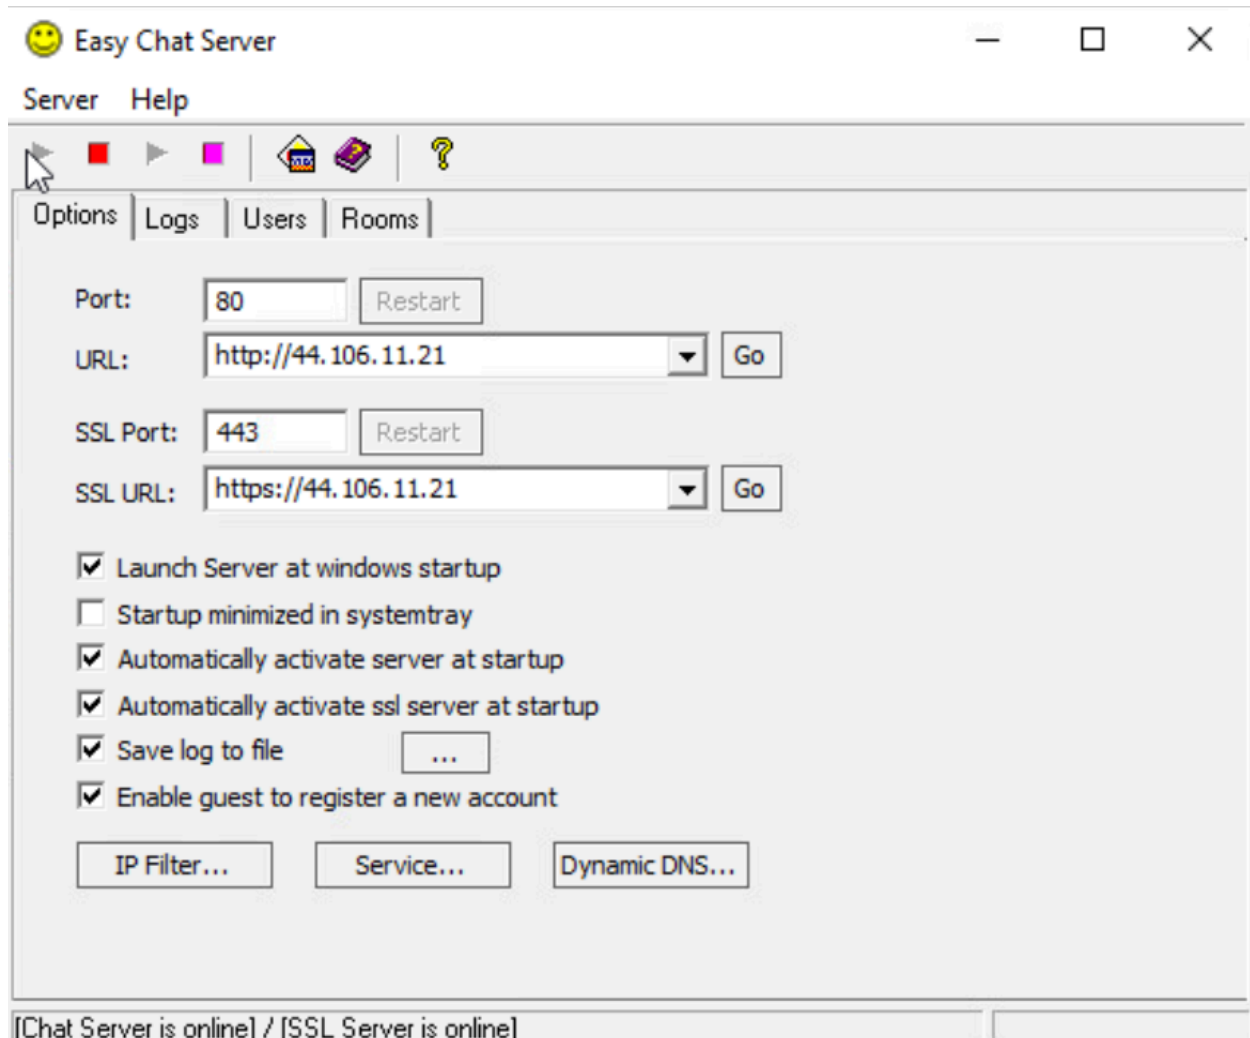 Easy Chat Server
Server Help
Options Logs Users Rooms
Port: 80 Restart
URL: http://44.106.11.21 Go
SSL Port: 443 Restart
SSL URL: https://44.106.11.21 Go
Launch Server at windows startup
Startup minimized in systemtray
Automatically activate server at startup
Automatically activate ssl server at startup
Save log to file ...
Enable guest to register a new account
IP Filter... Service... Dynamic DNS...
[Chat Server is online] / [SSL Server is online]